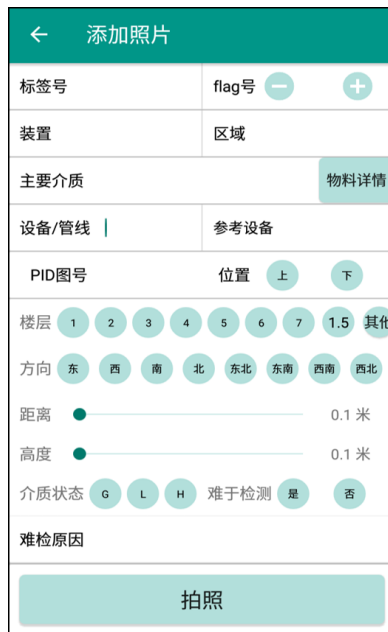 添加照片
标签号 flag号
装置 区域
主要介质 物料详情
设备/管线 参考设备
PID图号 位置 上 下
楼层 1 2 3 4 5 6 7 1.5 其他
方向 东 西 南 北 东北 东南 西南 西北
距离 0.1 米
高度 0.1 米
介质状态 G L H 难于检测 是 否
难检原因
拍照